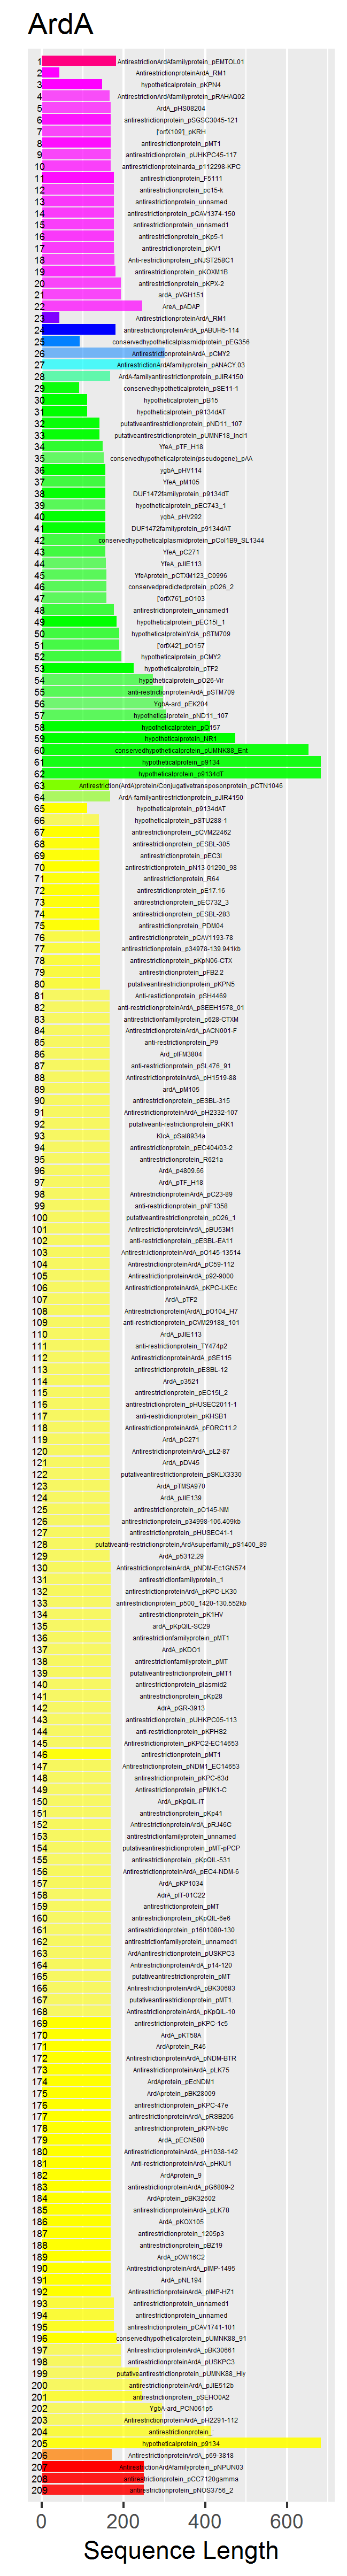 ArdA
1 AntirestrictionArdAfamilyprotein_pEMTOL01
2 AntirestrictionproteinArdA_RM1
3 hypotheticalprotein_pKPN4
4 antirestrictionArdAfamilyprotein_pRAHAQ02
5 ArdA_pHS08204
6 antirestrictionprotein_pSGSC3045-121
7 ['orfX109']_pKRH
8 antirestrictionprotein_pMT1
9 antirestrictionprotein_pUHKPC45-117
10 antirestrictionproteinarda_p112298-KPC
11 antirestrictionprotein_F5111
12 antirestrictionprotein_pc15-k
13 antirestrictionprotein_unnamed
14 antirestrictionprotein_pCAV1374-150
15 antirestrictionprotein_unnamed1
16 antirestrictionprotein_pKp5-1
17 antirestrictionprotein_pKV1
18 Anti-restrictionprotein_pNJST258C1
19 antirestrictionprotein_pKOXM1B
20 antirestrictionprotein_pKPX-2
21 ardA_pVGH151
22 AreA_pADAP
23 AntirestrictionproteinArdA_RM1
24 antirestrictionproteinArdA_pABUH5-114
25 conservedhypotheticalplasmidprotein_pEG356
26 AntirestrictionproteinArdA_pCMY2
27 AntirestrictionArdAfamilyprotein_pANACY.03
28 ArdA-familyantirestrictionprotein_pJIR4150
29 conservedhypotheticalprotein_pSE11-1
30 hypotheticalprotein_pB15
31 hypotheticalprotein_p9134dAT
32 putativeantirestrictionprotein_pND11_107
33 putativeantirestrictionprotein_pUMNF18_IncI1
34 YfeA_pTF_H18
35 conservedhypotheticalprotein(pseudogene)_pAA
36 ygbA_pHV114
37 YfeA_pM105
38 DUF1472familyprotein_p9134dT
39 hypotheticalprotein_pEC743_1
40 ygbA_pHV292
41 DUF1472familyprotein_p9134dAT
42 conservedhypotheticalplasmidprotein_pCol1B9_SL1344
43 YfeA_pC271
44 YfeA_pJIE113
45 YfeAprotein_pCTXM123_C0996
46 conservedpredictedprotein_pO26_2
47 ['orfX76']_pO103
48 antirestrictionprotein_unnamed1
49 hypotheticalprotein_pEC15I_1
50 hypotheticalproteinYciA_pSTM709
51 ['orfX42']_pO157
52 hypotheticalprotein_pCMY2
53 hypotheticalprotein_pTF2
54 hypotheticalprotein_pO26-Vir
55 anti-restrictionproteinArdA_pSTM709
56 YgbA-ard_pEK204
57 hypotheticalprotein_pND11_107
58 hypotheticalprotein_pO157
59 hypotheticalprotein_NR1
60 conservedhypotheticalprotein_pUMNK88_Ent
61 hypotheticalprotein_p9134
62 hypotheticalprotein_p9134dT
63 Antirestriction(ArdA)protein/Conjugativetransposonprotein_pCTN1046
64 ArdA-familyantirestrictionprotein_pJIR4150
65 hypotheticalprotein_p9134dAT
66 hypotheticalprotein_pSTU288-1
67 antirestrictionprotein_pCVM22462
68 antirestrictionprotein_pESBL-305
69 antirestrictionprotein_pEC3I
70 antirestrictionprotein_pN13-01290_98
71 antirestrictionprotein_R64
72 antirestrictionprotein_pE17.16
73 antirestrictionprotein_pEC732_3
74 antirestrictionprotein_pESBL-283
75 antirestrictionprotein_PDM04
76 antirestrictionprotein_pCAV1193-78
77 antirestrictionprotein_p34978-139.941kb
78 antirestrictionprotein_pKpN06-CTX
79 antirestrictionprotein_pFB2.2
80 putativeantirestrictionprotein_pKPN5
81 Anti-restictionprotein_pSH4469
82 anti-restrictionproteinArdA_pSEEH1578_01
83 antirestrictionfamilyprotein_p628-CTXM
84 AntirestrictionproteinArdA_pACN001-F
85 anti-restrictionprotein_P9
86 Ard_pIFM3804
87 anti-restrictionprotein_pSL476_91
88 AntirestrictionproteinArdA_pH1519-88
89 ardA_pM105
90 antirestrictionprotein_pESBL-315
91 AntirestrictionproteinArdA_pH2332-107
92 putativeanti-restrictionprotein_pRK1
93 KlcA_pSal8934a
94 antirestrictionprotein_pEC404/03-2
95 antirestrictionprotein_R621a
96 ArdA_p4809.66
97 ArdA_pTF_H18
98 AntirestrictionproteinArdA_pC23-89
99 anti-restrictionprotein_pNF1358
100 putativeantirestrictionprotein_pO26_1
101 AntirestrictionproteinArdA_pBU53M1
102 anti-restrictionprotein_pESBL-EA11
103 Antirestr.ictionproteinArdA_pO145-13514
104 AntirestrictionproteinArdA_pC59-112
105 AntirestrictionproteinArdA_p92-9000
106 AntirestrictionproteinArdA_pKPC-LKEc
107 ArdA_pTF2
108 Antirestrictionprotein(ArdA)_pO104_H7
109 anti-restrictionprotein_pCVM29188_101
110 ArdA_pJIE113
111 anti-restrictionprotein_TY474p2
112 AntirestrictionproteinArdA_pSE115
113 antirestrictionprotein_pESBL-12
114 ArdA_p3521
115 antirestrictionprotein_pEC15I_2
116 antirestrictionprotein_pHUSEC2011-1
117 anti-restrictionprotein_pKHSB1
118 AntirestrictionproteinArdA_pFORC11.2
119 ArdA_pC271
120 AntirestrictionproteinArdA_pL2-87
121 ArdA_pDV45
122 putativeantirestrictionprotein_pSKLX3330
123 ArdA_pTMSA970
124 ArdA_pJIE139
125 antirestrictionprotein_pO145-NM
126 antirestrictionprotein_p34998-106.409kb
127 antirestrictionprotein_pHUSEC41-1
128 putativeanti-restrictionprotein,ArdAsuperfamily_pS1400_89
129 ArdA_p5312.29
130 AntirestrictionproteinArdA_pNDM-Ec1GN574
131 antirestrictionfamilyprotein_1
132 antirestrictionproteinArdA_pKPC-LK30
133 antirestrictionprotein_p500_1420-130.552kb
134 antirestrictionprotein_p1KHV
135 ardA_pKpQIL-SC29
136 antirestrictionfamilyprotein_pMT1
137 ArdA_pKDO1
138 antirestrictionfamilyprotein_pMT
139 putativeantirestrictionprotein_pMT1
140 antirestrictionprotein_plasmid2
141 antirestrictionprotein_pKp28
142 AdrA_pGR-3913
143 antirestrictionprotein_pUHKPC05-113
144 anti-restrictionprotein_pKPHS2
145 AntirestrictionproteinArdA_pKPC2-EC14653
146 antirestrictionprotein_pMT1
147 AntirestrictionproteinArdA_pNDM1_EC14653
148 antirestrictionprotein_pKPC-63d
149 AntirestrictionproteinArdA_pPMK1-C
150 ArdA_pKpQIL-IT
151 antirestrictionprotein_pKp41
152 AntirestrictionproteinArdA_pRJ46C
153 antirestrictionfamilyprotein_unnamed
154 putativeantirestrictionprotein_pMT-pPCP
155 antirestrictionprotein_pKpQIL-531
156 AntirestrictionproteinArdA_pEC4-NDM-6
157 ArdA_pKP1034
158 AdrA_pIT-01C22
159 antirestrictionprotein_pMT
160 antirestrictionprotein_pKpQIL-6e6
161 antirestrictionprotein_p1601080-130
162 antirestrictionfamilyprotein_unnamed1
163 ArdAantirestrictionprotein_pUSKPC3
164 AntirestrictionproteinArdA_p14-120
165 putativeantirestrictionprotein_pMT
166 AntirestrictionproteinArdA_pBK30683
167 putativeantirestrictionprotein_pMT1.
168 AntirestrictionproteinArdA_pKpQIL-10
169 antirestrictionprotein_pKPC-1c5
170 ArdA_pKT58A
171 ArdAprotein_R46
172 AntirestrictionproteinArdA_pNDM-BTR
173 AntirestrictionproteinArdA_pLK75
174 ArdAprotein_pEcNDM1
175 ArdAprotein_pBK28009
176 antirestrictionprotein_pKPC-47e
177 antirestrictionproteinArdA_pRSB206
178 antirestrictionprotein_pKPN-b9c
179 ArdA_pECN580
180 AntirestrictionproteinArdA_pH1038-142
181 Anti-restrictionproteinArdA_pHKU1
182 ArdAprotein_9
183 antirestrictionproteinArdA_pG6809-2
184 ArdAprotein_pBK32602
185 antirestrictionproteinArdA_pLK78
186 ArdA_pKOX105
187 antirestrictionprotein_1205p3
188 antirestrictionprotein_pBZ19
189 ArdA_pOW16C2
190 AntirestrictionproteinArdA_pIMP-1495
191 ArdA_pNL194
192 AntirestrictionproteinArdA_pIMP-HZ1
193 antirestrictionprotein_unnamed1
194 antirestrictionprotein_unnamed
195 antirestrictionprotein_pCAV1741-101
196 conservedhypotheticalprotein_pUMNK88_91
197 AntirestrictionproteinArdA_pBK30661
198 antirestrictionproteinArdA_pUSKPC3
199 putativeantirestrictionprotein_pUMNK88_Hly
200 antirestrictionproteinArdA_pJIE512b
201 antirestrictionprotein_pSEHO0A2
202 YgbA-ard_PCN061p5
203 AntirestrictionproteinArdA_pH2291-112
204 antirestrictionprotein_:
205 hypotheticalprotein_p9134
206 AntirestrictionproteinArdA_p69-3818
207 AntirestrictionArdAfamilyprotein_pNPUN03
208 antirestrictionprotein_pCC7120gamma
209 antirestrictionprotein_pNOS3756_2
0 200 400 600
Sequence Length